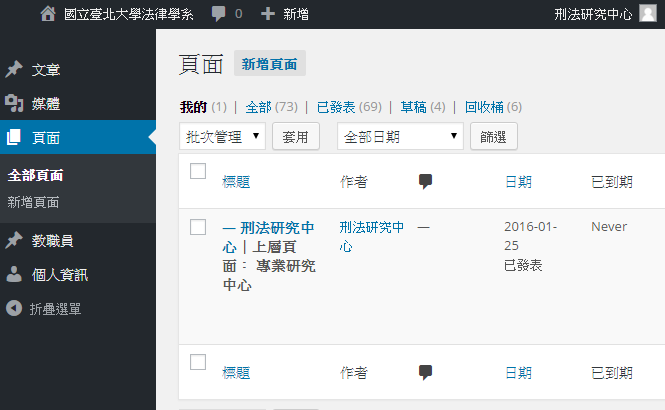 國立臺北大學法律學系 0 新增 刑法研究中心
文章
媒體
頁面
全部頁面
新增頁面
教職員
個人資訊
折疊選單
頁面 新增頁面
我的 (1) | 全部 (73) | 已發表 (69) | 草稿 (4) | 回收桶 (6)
批次管理 套用 全部日期 篩選
標題 作者 日期 已到期
— 刑法研究中
心 | 上層頁
面： 專業研究
中心
刑法研究中
心
—
2016-01-
25
已發表
Never
標題 作者 日期 已到期